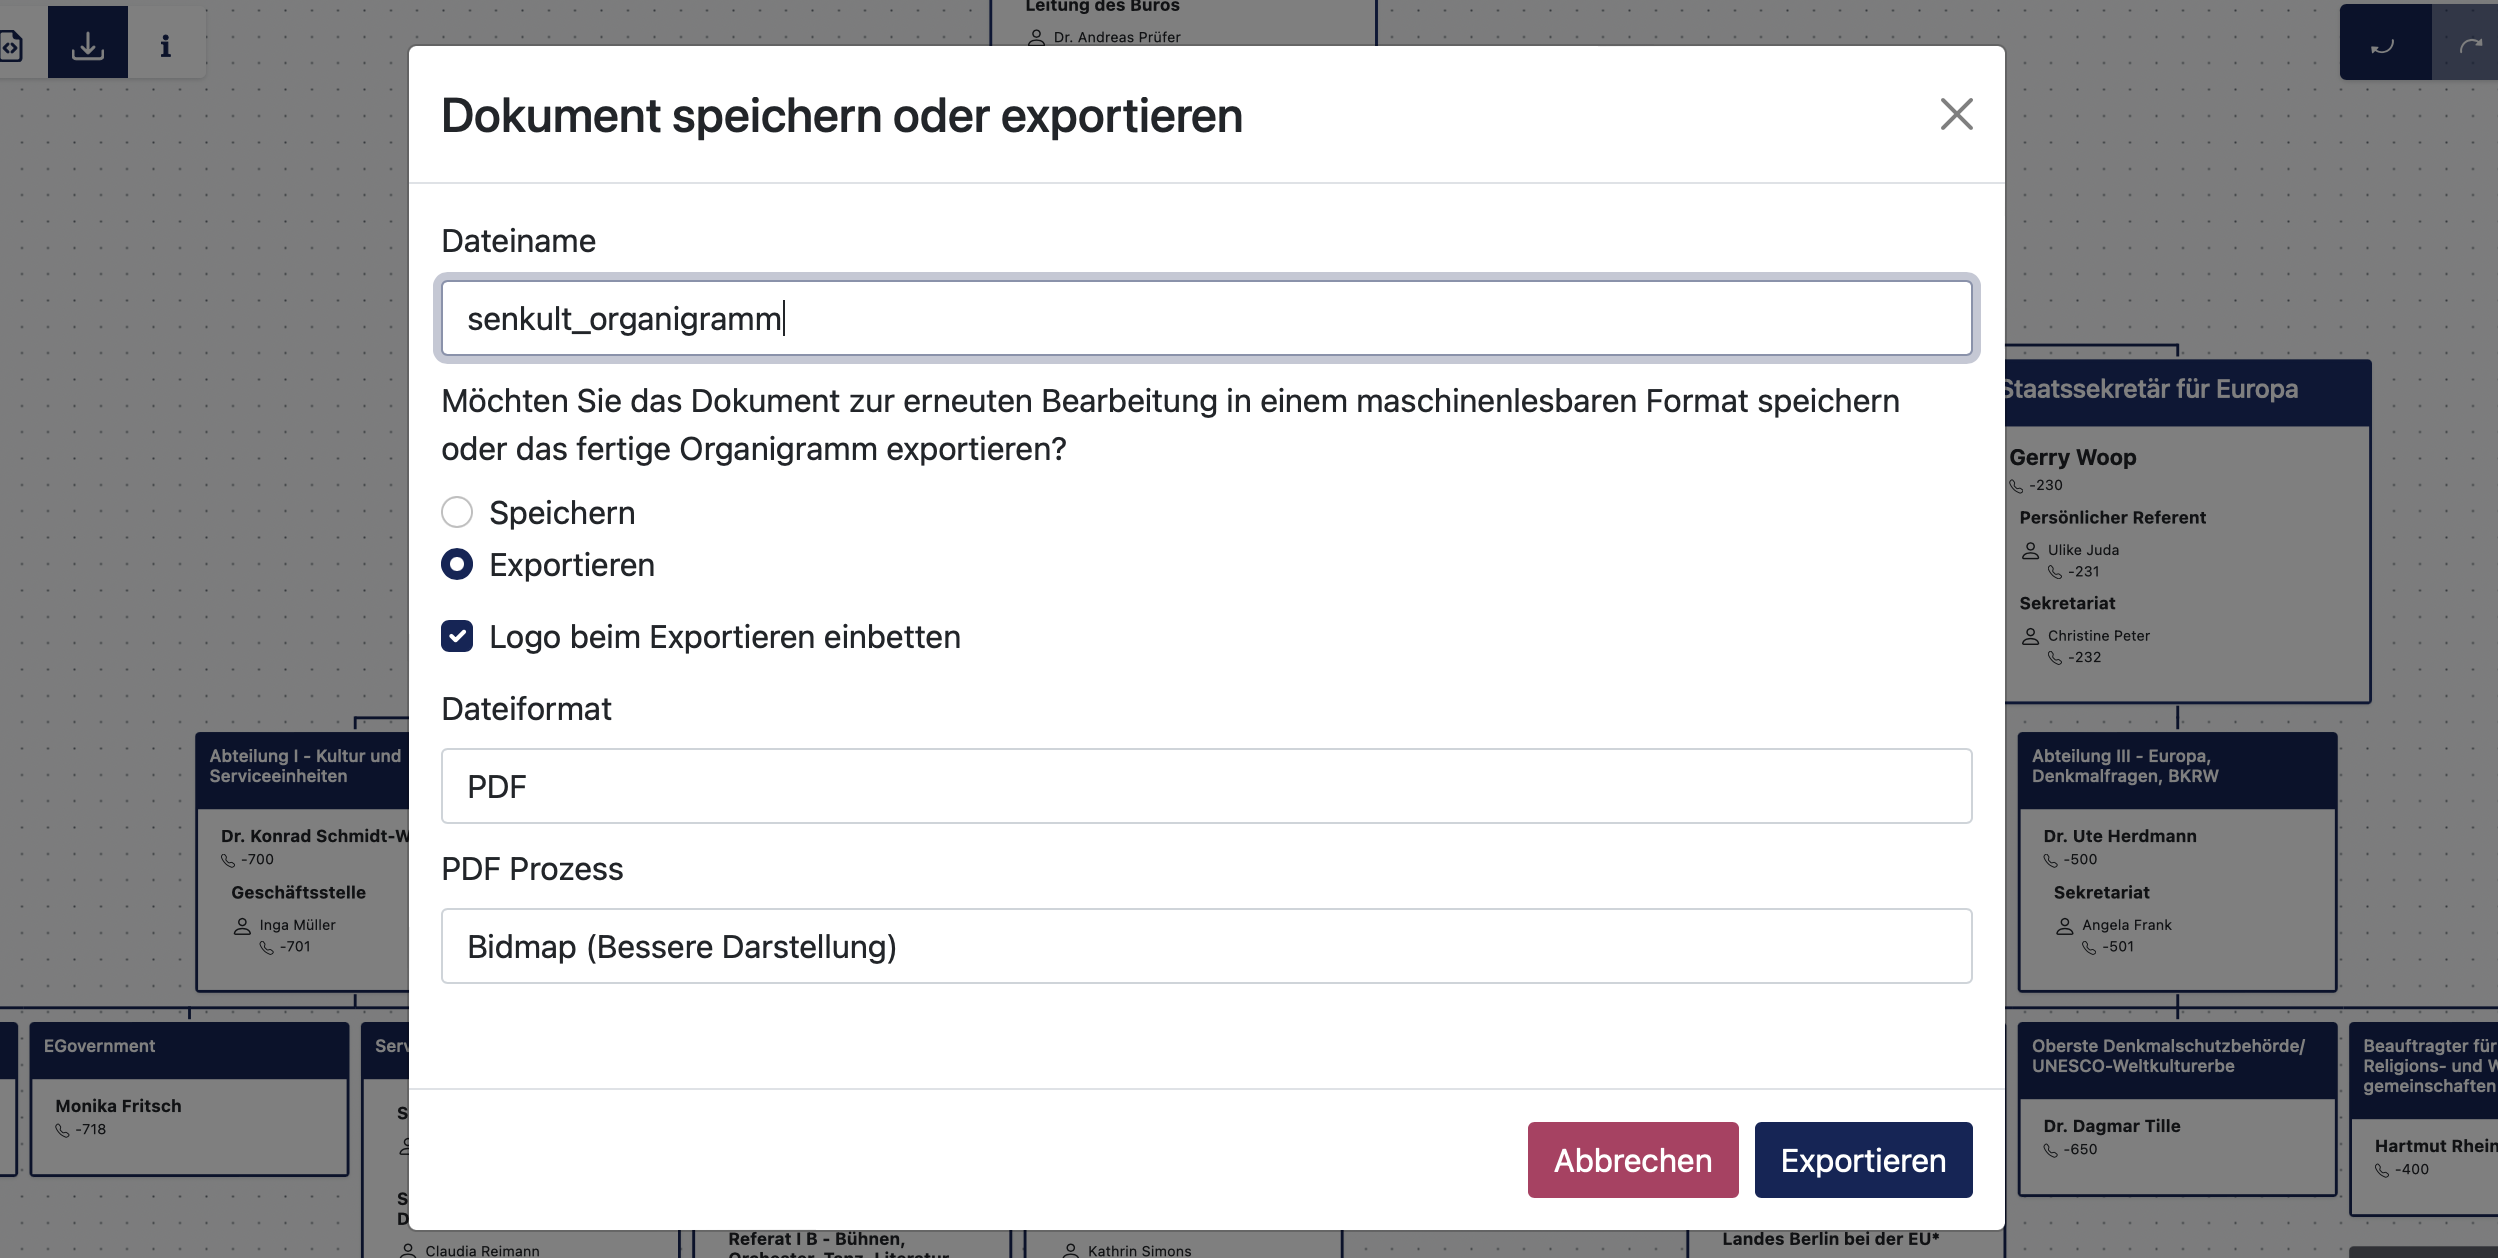 Leitung des Büros
Dr. Andreas Prüfer
Dokument speichern oder exportieren
Dateiname
senkult_organigramm
Möchten Sie das Dokument zur erneuten Bearbeitung in einem maschinenlesbaren Format speichern
oder das fertige Organigramm exportieren?
Speichern
Exportieren
Logo beim Exportieren einbetten
Dateiformat
PDF
PDF Prozess
Bidmap (Bessere Darstellung)
Abbrechen
Exportieren
Staatssekretär für Europa
Gerry Woop
-230
Persönlicher Referent
Ulike Juda
-231
Sekretariat
Christine Peter
-232
Abteilung I - Kultur und
Serviceeinheiten
Dr. Konrad Schmidt-W
-700
Geschäftsstelle
Inga Müller
-701
Abteilung III - Europa,
Denkmalfragen, BKRW
Dr. Ute Herdmann
-500
Sekretariat
Angela Frank
-501
EGovernment
Monika Fritsch
-718
Serv
S
S
D
Claudia Reimann
Referat I B - Bühnen,
Orchester, Tanz, Literatur
Kathrin Simons
Landes Berlin bei der EU*
Oberste Denkmalschutzbehörde/
UNESCO-Weltkulturerbe
Dr. Dagmar Tille
-650
Beauftragter für
Religions- und W
gemeinschaften
Hartmut Rhein
-400